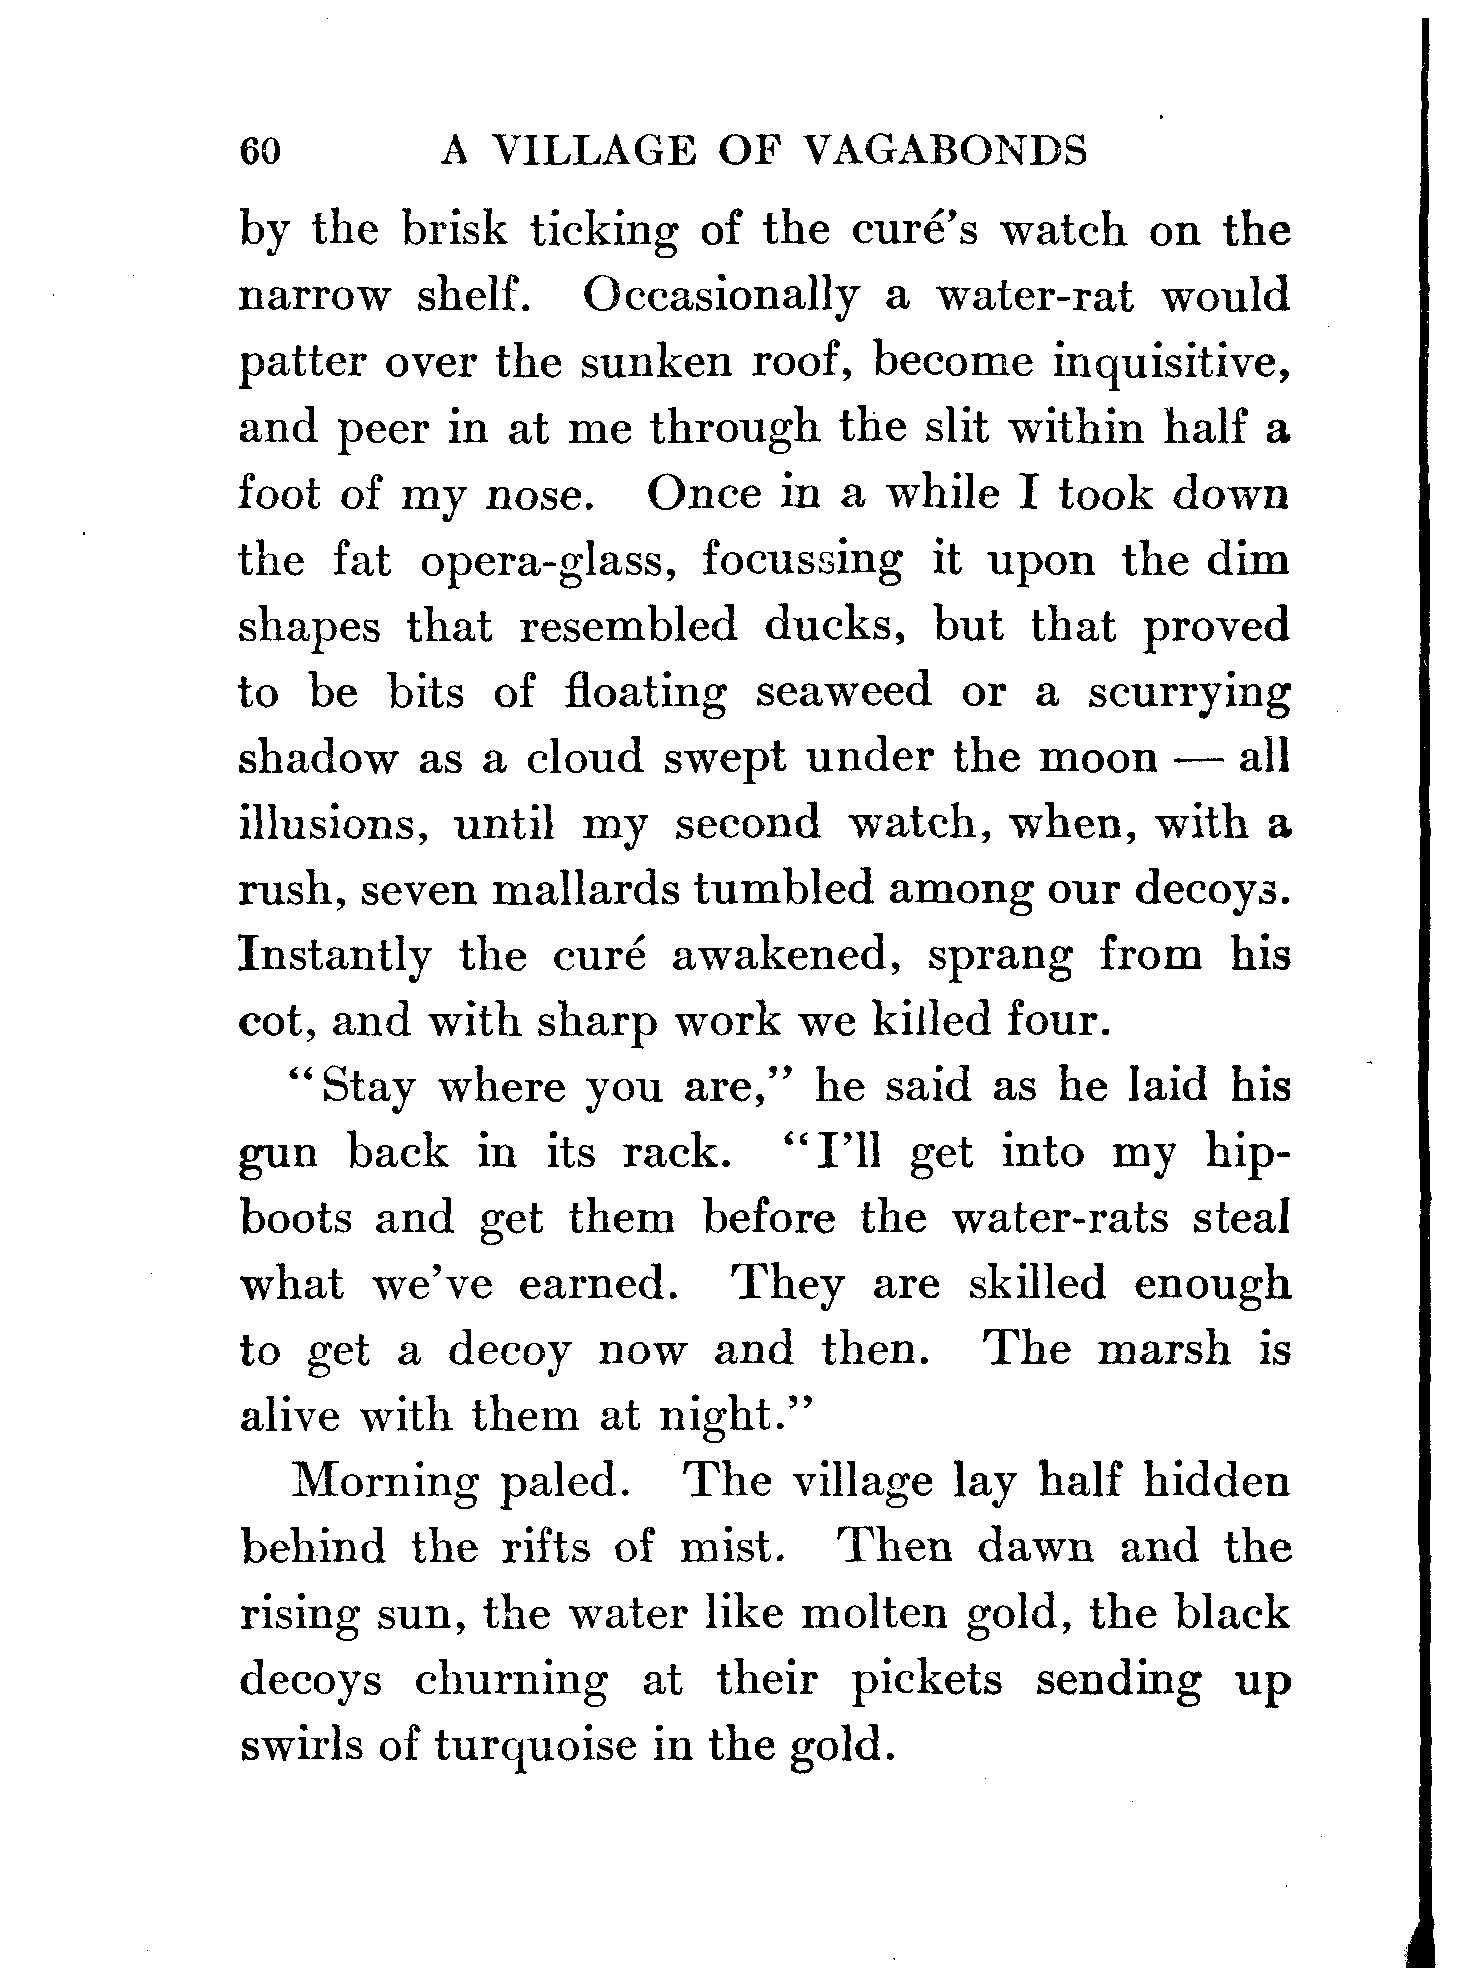 60 A VILLAGE OF VAGABONDS
by the brisk ticking of the curé's watch on the
narrow shelf. Occasionally a water-rat would
patter over the sunken roof, become inquisitive,
and peer in at me through the slit within half a
foot of my nose. Once in a while I took down
the fat opera-glass, focussing it upon the dim
shapes that resembled ducks, but that proved
to be bits of floating seaweed or a scurrying
shadow as a cloud swept under the moon — all
illusions, until my second watch, when, with a
rush, seven mallards tumbled among our decoys.
Instantly the curé awakened, sprang from his
cot, and with sharp work we killed four.
"Stay where you are," he said as he laid his
gun back in its rack. "I'll get into my hip-
boots and get them before the water-rats steal
what we've earned. They are skilled enough
to get a decoy now and then. The marsh is
alive with them at night."
Morning paled. The village lay half hidden
behind the rifts of mist. Then dawn and the
rising sun, the water like molten gold, the black
decoys churning at their pickets sending up
swirls of turquoise in the gold.